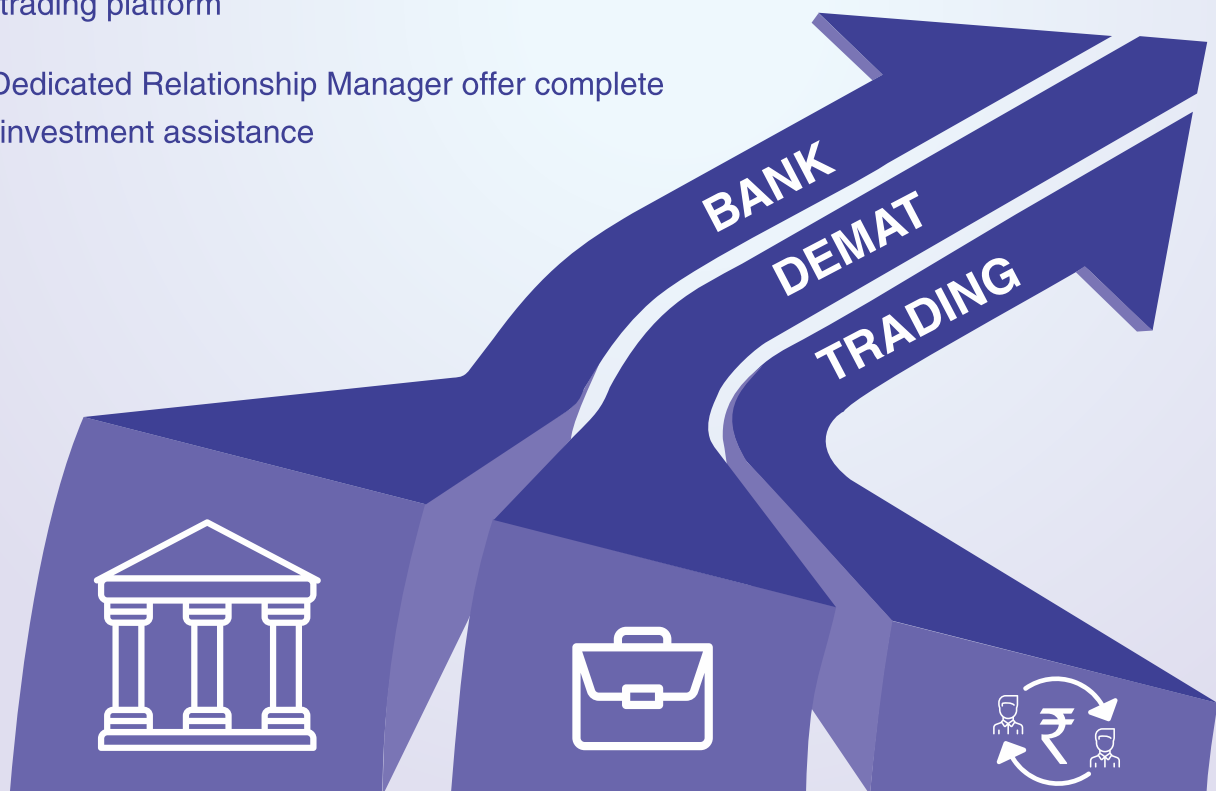 trading platform
Dedicated Relationship Manager offer complete
investment assistance
BANK
DEMAT
TRADING
₹